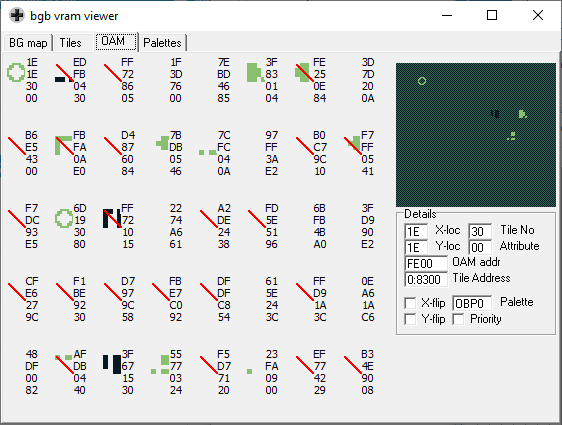 bgb vram viewer
BG map Tiles OAM Palettes
1E ED FF 1F 7E 3F FE 3D
1E FB 72 3D BD 83 25 7D
30 04 86 76 46 01 0E 20
00 30 05 00 85 04 84 0A
B6 FB D4 7B 7C 97 B0 F7
E5 FA 87 DB FC FF C7 FF
43 0A 60 05 04 3A 9C 05
00 E0 84 46 0A E2 10 41
F7 6D FF 22 A2 FD 6B 3F
DC 19 72 74 DE 5E FB D9
93 30 10 A6 24 51 4B 90
E5 80 15 61 38 96 A0 E2
CF F1 D7 FB DF 61 FF 0E
E6 BE 97 E7 DF 5E D9 A6
27 92 9C C0 C8 24 1A 1A
9C 30 58 92 54 3C 3C C6
48 AF 3F 55 F5 23 EF B3
DF DB 67 77 D7 FA 77 4E
00 04 15 03 71 09 42 90
82 40 30 24 20 00 29 08
Details
1E X-loc 30 Tile No
1E Y-loc 00 Attribute
FE00 OAM addr
0:8300 Tile Address
X-flip OBP0 Palette
Y-flip Priority